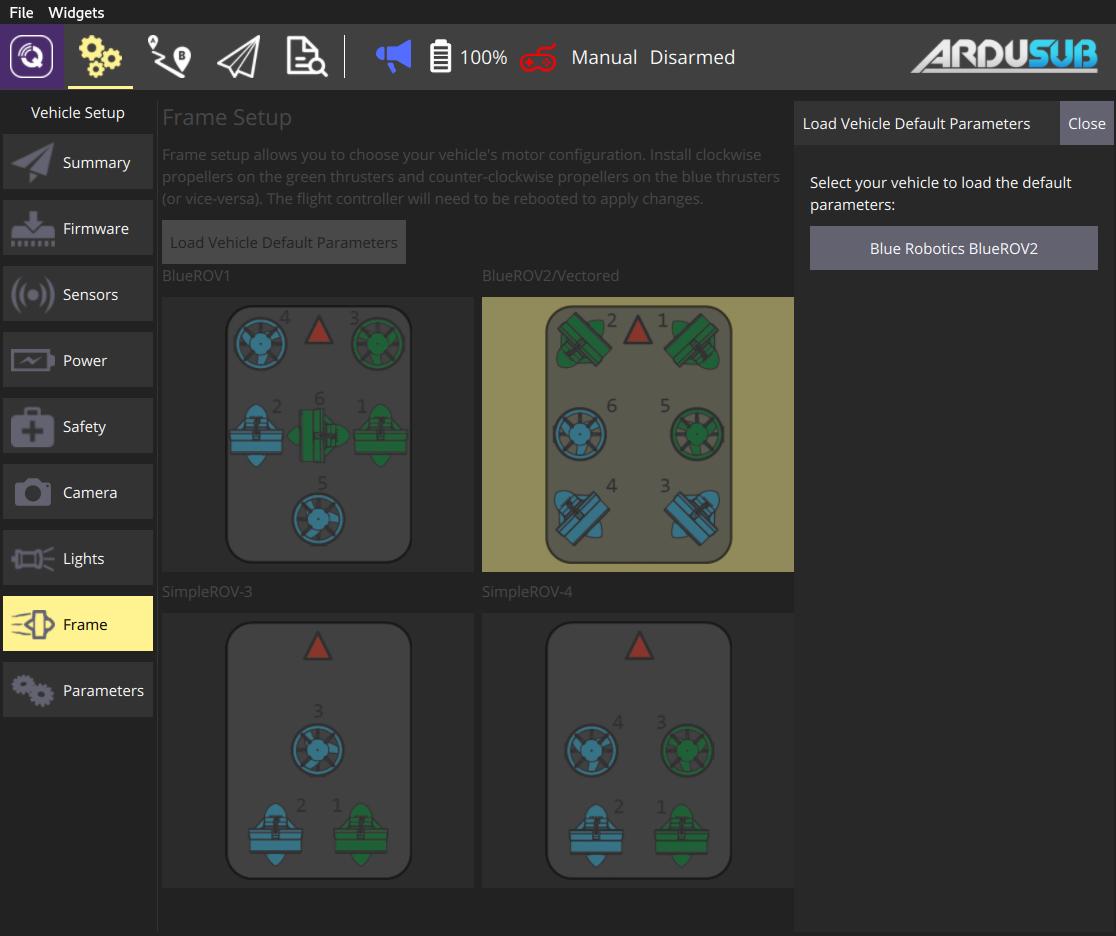 File Widgets
100% Manual Disarmed
ARDUSUB
Vehicle Setup
Summary
Firmware
Sensors
Power
Safety
Camera
Lights
Frame
Parameters
Frame Setup
Frame setup allows you to choose your vehicle's motor configuration. Install clockwise
propellers on the green thrusters and counter-clockwise propellers on the blue thrusters
(or vice-versa). The flight controller will need to be rebooted to apply changes.
Load Vehicle Default Parameters
BlueROV1
4 3
2 6 1
5
BlueROV2/Vectored
2 1
6 5
4 3
SimpleROV-3
3
2 1
SimpleROV-4
4 3
2 1
Load Vehicle Default Parameters
Close
Select your vehicle to load the default
parameters:
Blue Robotics BlueROV2